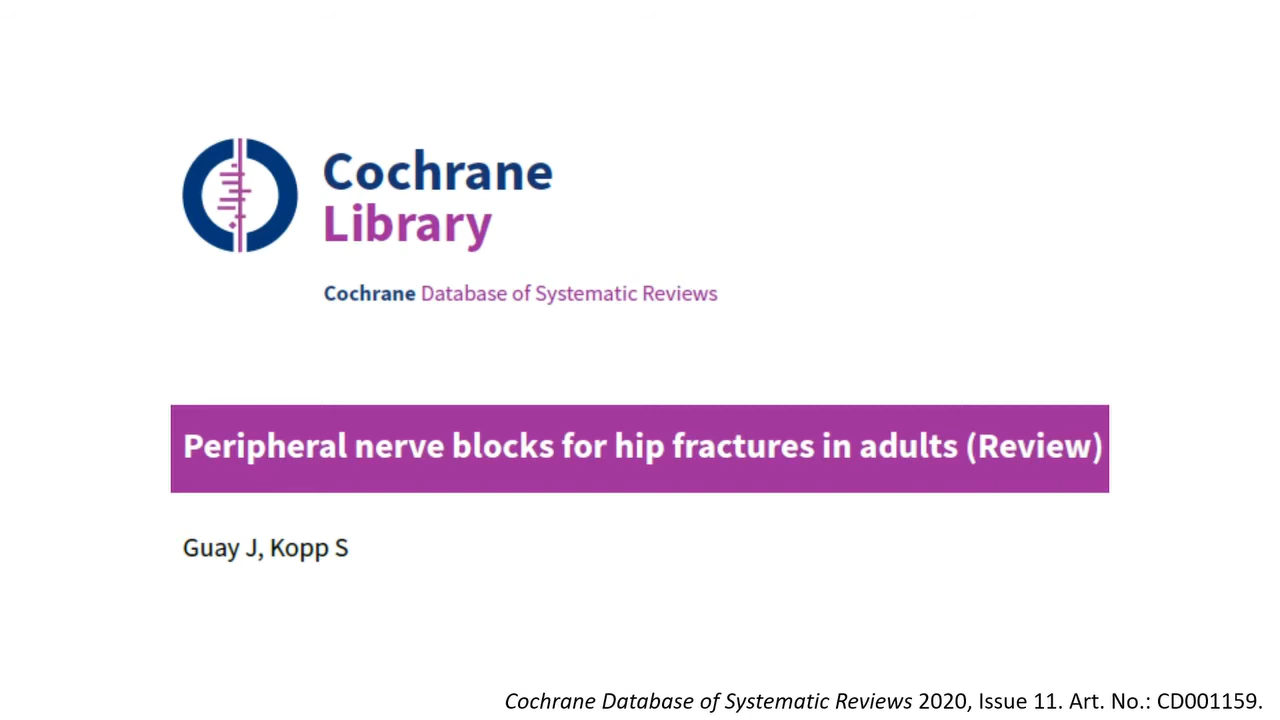 Cochrane
Library
Cochrane Database of Systematic Reviews
Peripheral nerve blocks for hip fractures in adults (Review)
Guay J, Kopp S
Cochrane Database of Systematic Reviews 2020, Issue 11. Art. No.: CD001159.